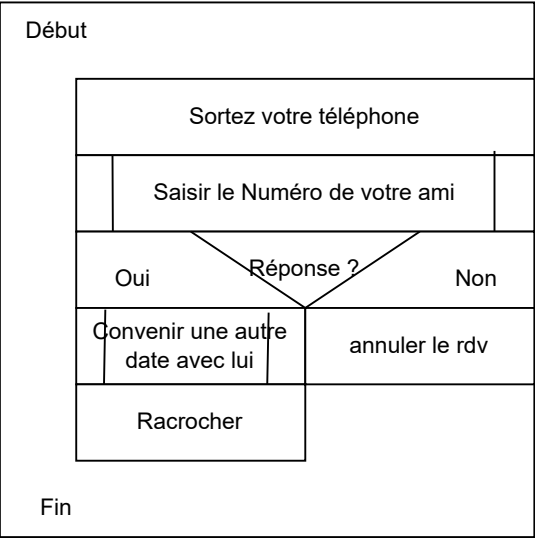 Début
Sortez votre téléphone
Saisir le Numéro de votre ami
Réponse ?
Oui
Non
Convenir une autre
date avec lui
annuler le rdv
Racrocher
Fin